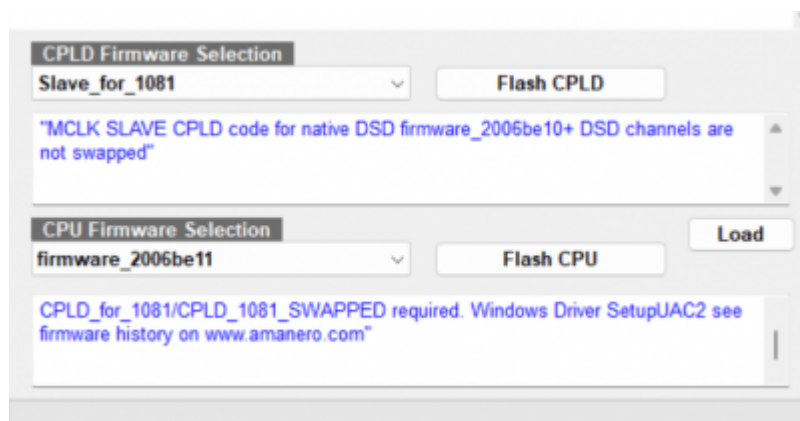 CPLD Firmware Selection
Slave_for_1081
Flash CPLD
"MCLK SLAVE CPLD code for native DSD firmware_2006be10+ DSD channels are
not swapped"
CPU Firmware Selection
Load
firmware_2006be11
Flash CPU
CPLD_for_1081/CPLD_1081_SWAPPED required. Windows Driver SetupUAC2 see
firmware history on www.amanero.com"